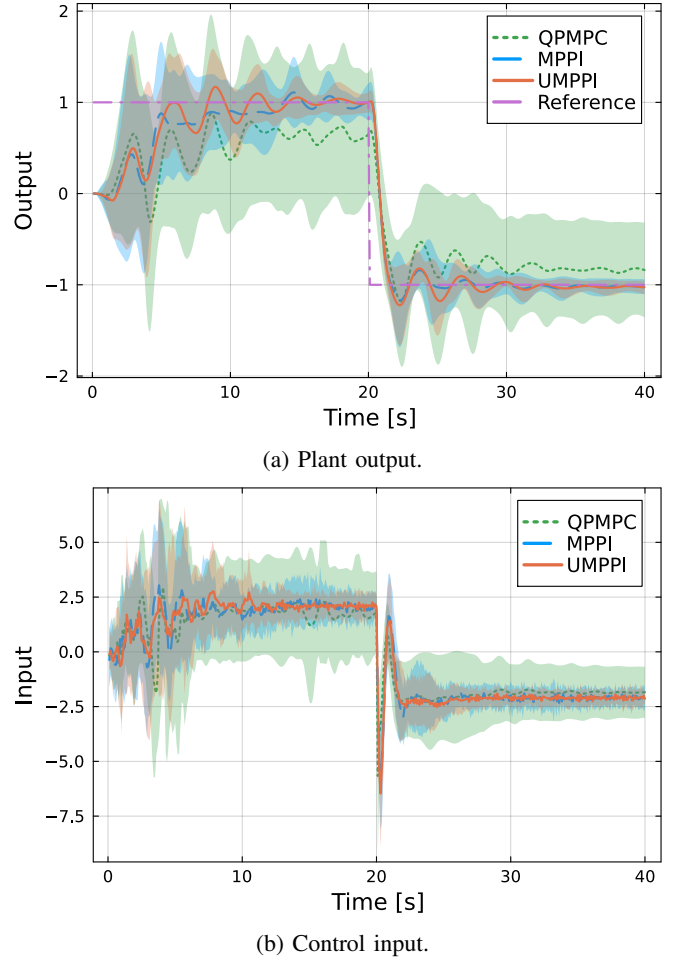 2
1
0
−1
−2
Output
QPMPC
MPPI
UMPPI
Reference
0
10
20
30
40
Time [s]
(a) Plant output.
5.0
2.5
0.0
−2.5
−5.0
−7.5
Input
QPMPC
MPPI
UMPPI
0
10
20
30
40
Time [s]
(b) Control input.